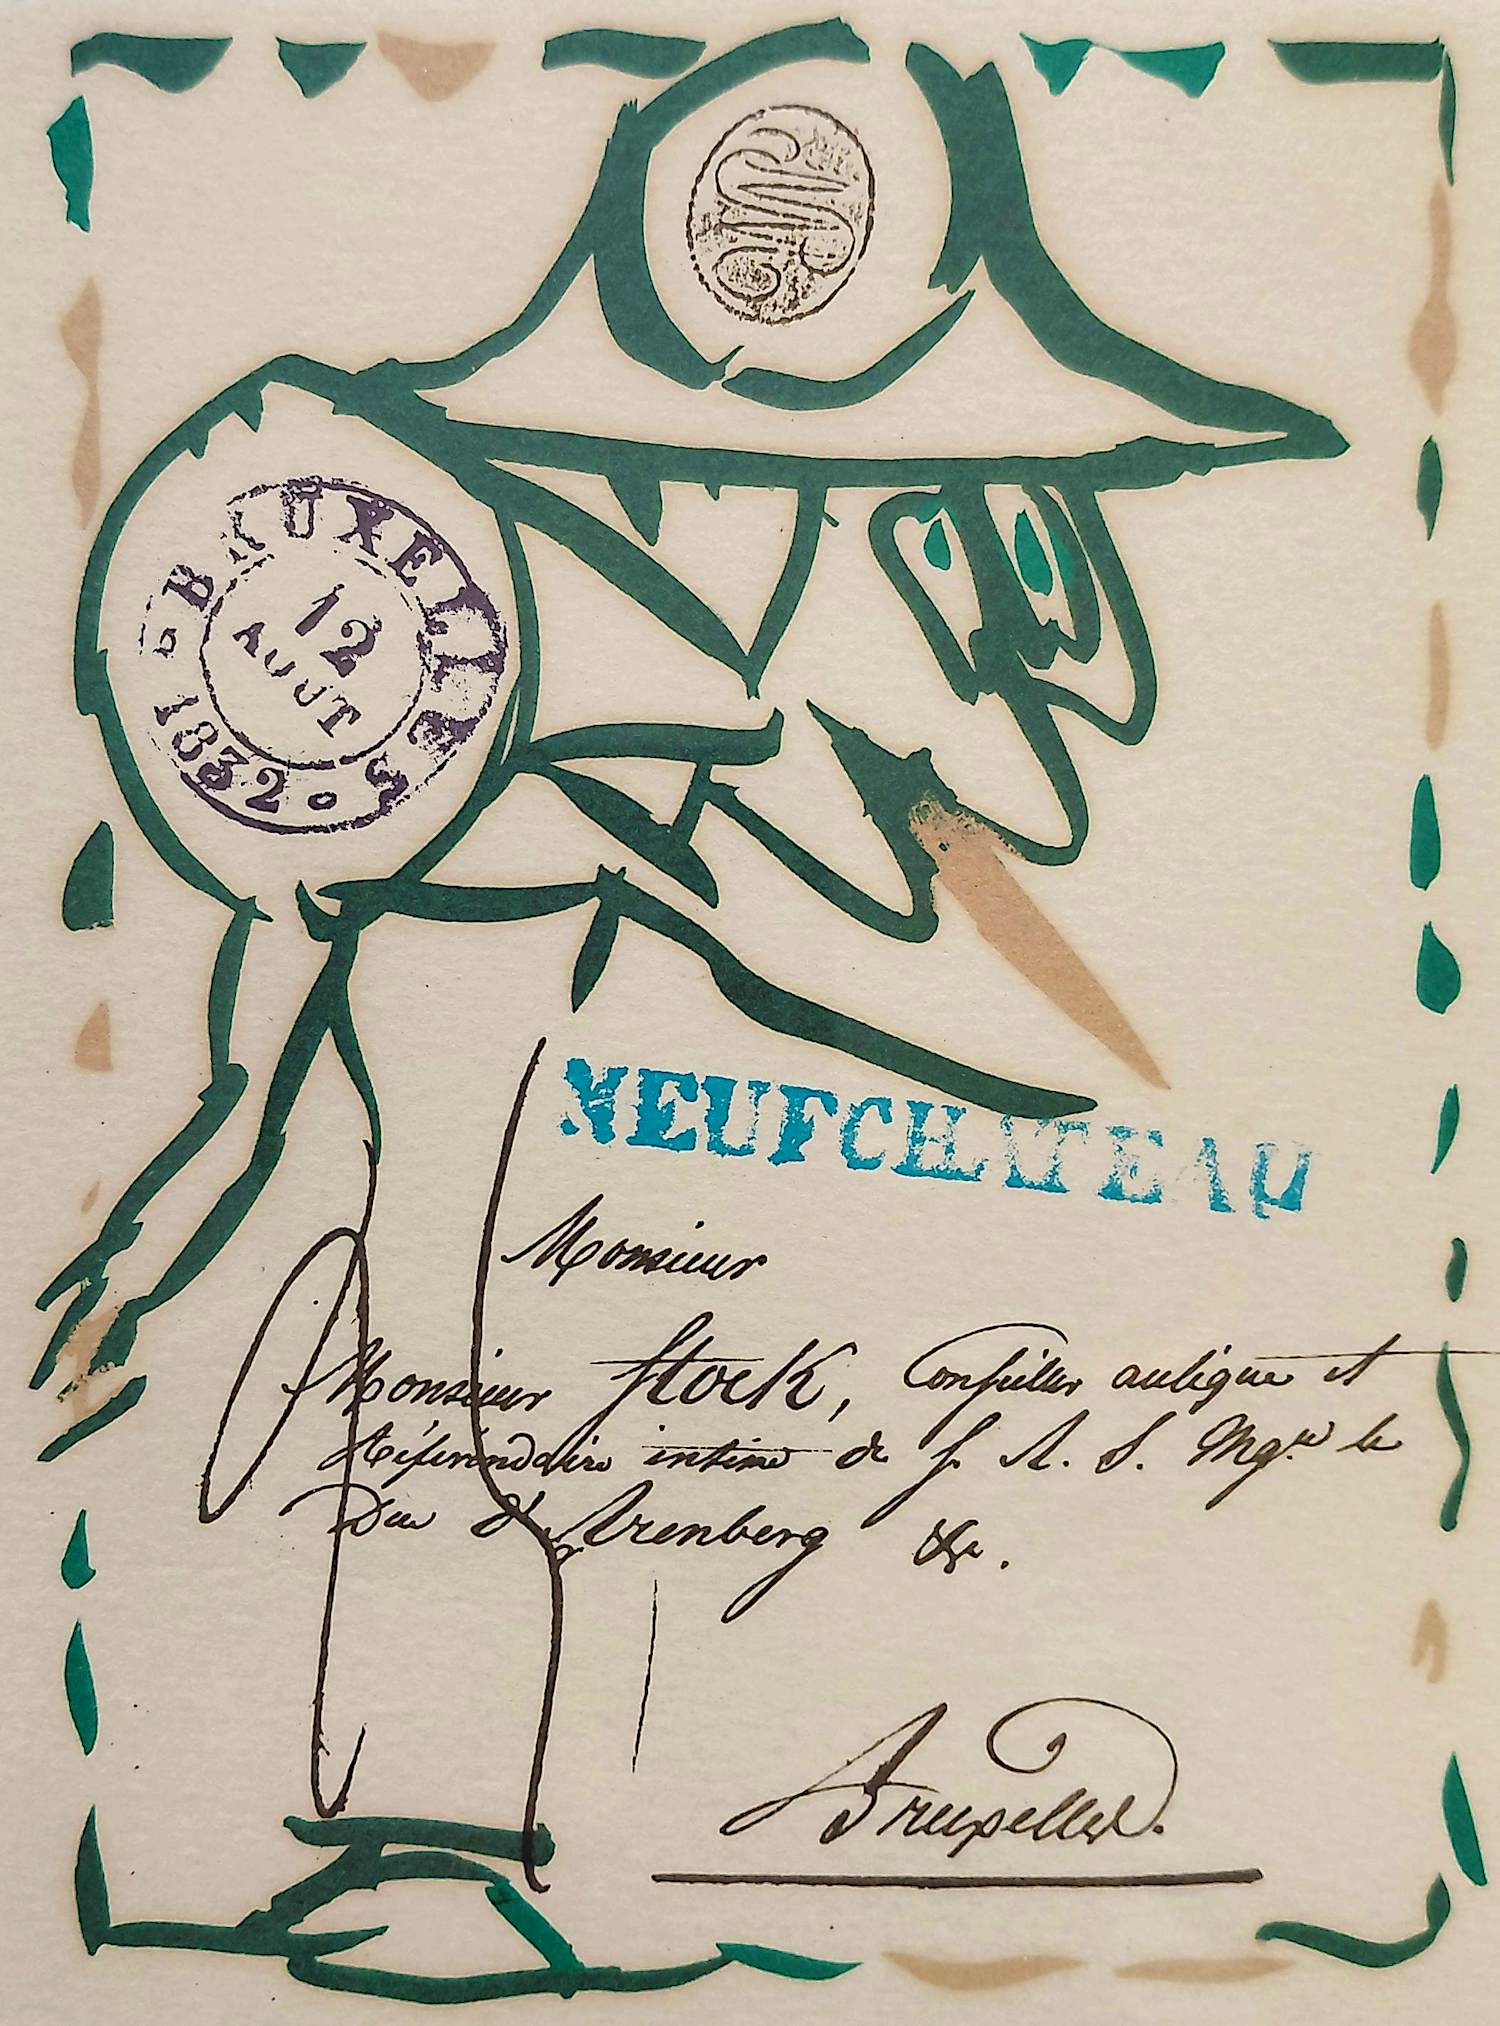 BRUXELLES
12
AOUT
1832
NEUFCHATEAU
Monsieur
Monsieur Stock, Conseiller aulique et
Référendaire intime de S. A. S. Mgr le
Duc d'Arenberg &c.
Bruxelles.